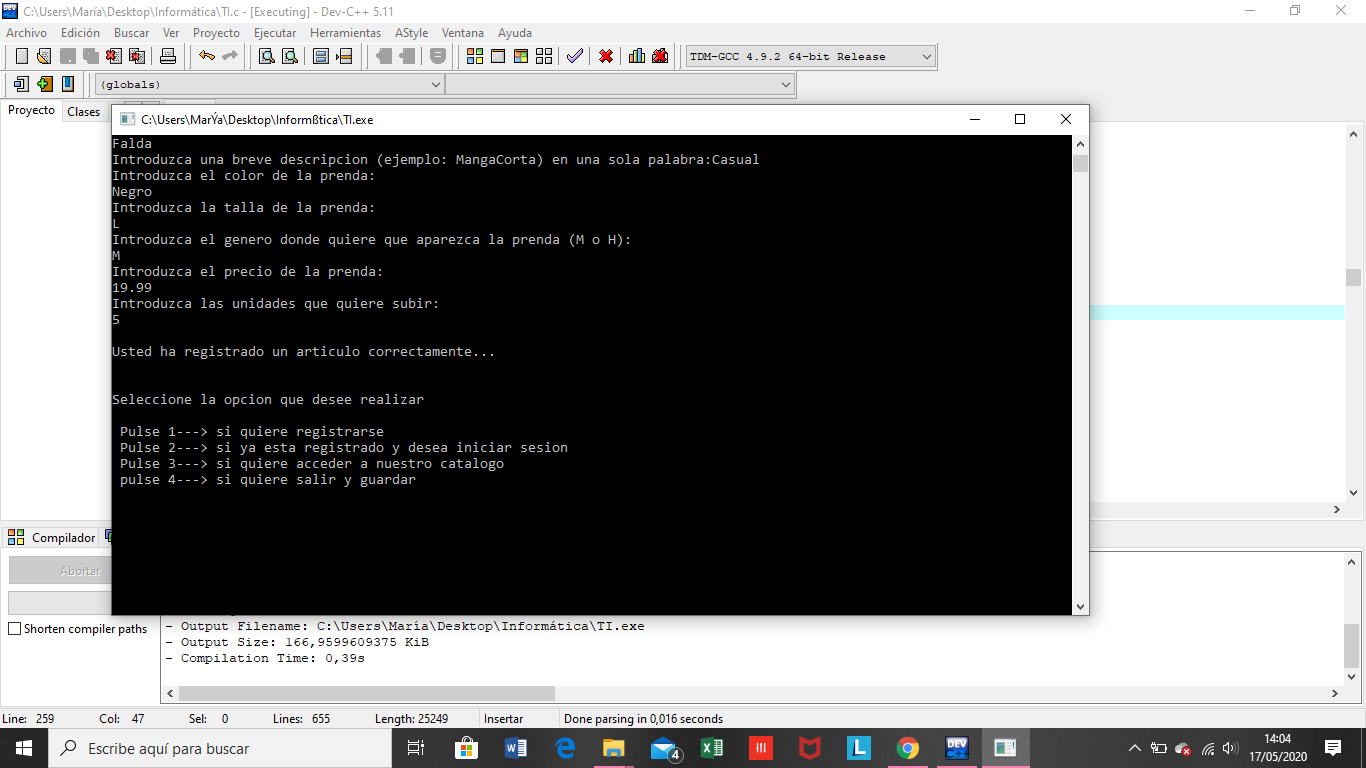 C:\Users\María\Desktop\Informática\TI.c - [Executing] - Dev-C++ 5.11
Archivo Edición Buscar Ver Proyecto Ejecutar Herramientas AStyle Ventana Ayuda
TDM-GCC 4.9.2 64-bit Release
(globals)
Proyecto Clases
C:\Users\MarÝa\Desktop\Informßtica\TI.exe
Falda
Introduzca una breve descripcion (ejemplo: MangaCorta) en una sola palabra:Casual
Introduzca el color de la prenda:
Negro
Introduzca la talla de la prenda:
L
Introduzca el genero donde quiere que aparezca la prenda (M o H):
M
Introduzca el precio de la prenda:
19.99
Introduzca las unidades que quiere subir:
5
Usted ha registrado un articulo correctamente...
Seleccione la opcion que desee realizar
Pulse 1---> si quiere registrarse
Pulse 2---> si ya esta registrado y desea iniciar sesion
Pulse 3---> si quiere acceder a nuestro catalogo
pulse 4---> si quiere salir y guardar
Compilador
Abortar
Shorten compiler paths
- Output Filename: C:\Users\María\Desktop\Informática\TI.exe
- Output Size: 166,9599609375 KiB
- Compilation Time: 0,39s
Line: 259 Col: 47 Sel: 0 Lines: 655 Length: 25249 Insertar Done parsing in 0,016 seconds
Escribe aquí para buscar
4
DEV
14:04
17/05/2020